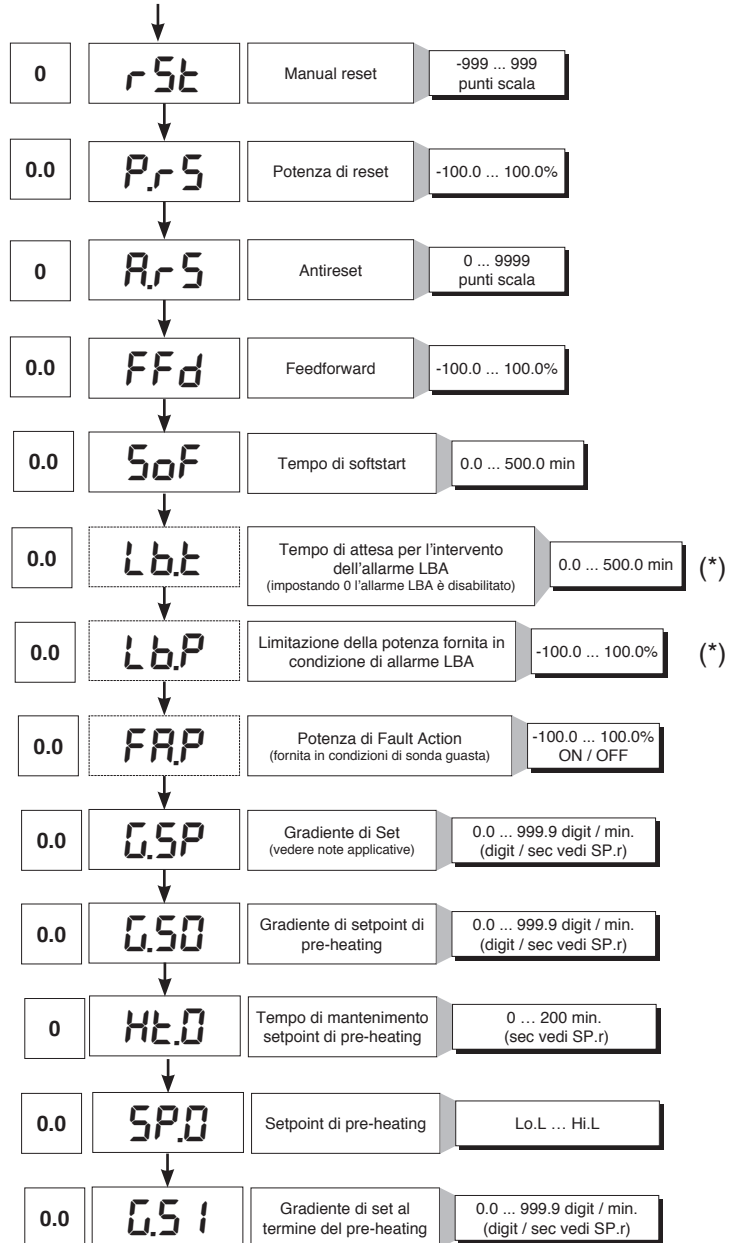 0
rSt
Manual reset
-999 ... 999
punti scala
0.0
P.rS
Potenza di reset
-100.0 ... 100.0%
0
A.rS
Antireset
0 ... 9999
punti scala
0.0
FFd
Feedforward
-100.0 ... 100.0%
0.0
SoF
Tempo di softstart
0.0 ... 500.0 min
0.0
Lb.t
Tempo di attesa per l'intervento
dell'allarme LBA
(impostando 0 l'allarme LBA è disabilitato)
0.0 ... 500.0 min
(*)
0.0
Lb.P
Limitazione della potenza fornita in
condizione di allarme LBA
-100.0 ... 100.0%
(*)
0.0
FA.P
Potenza di Fault Action
(fornita in condizioni di sonda guasta)
-100.0 ... 100.0%
ON / OFF
0.0
G.SP
Gradiente di Set
(vedere note applicative)
0.0 ... 999.9 digit / min.
(digit / sec vedi SP.r)
0.0
G.S0
Gradiente di setpoint di
pre-heating
0.0 ... 999.9 digit / min.
(digit / sec vedi SP.r)
0
Ht.0
Tempo di mantenimento
setpoint di pre-heating
0 … 200 min.
(sec vedi SP.r)
0.0
SP.0
Setpoint di pre-heating
Lo.L … Hi.L
0.0
G.S1
Gradiente di set al
termine del pre-heating
0.0 ... 999.9 digit / min.
(digit / sec vedi SP.r)